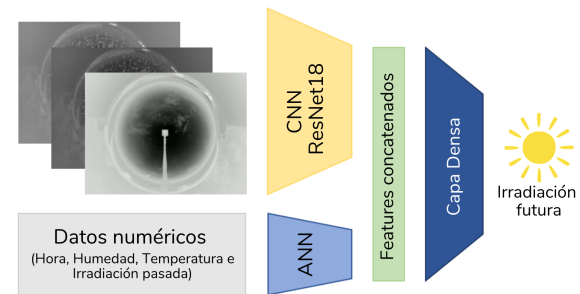 CNN
ResNet18
Features concatenados
Capa Densa
Irradiación
futura
Datos numéricos
(Hora, Humedad, Temperatura e
Irradiación pasada)
ANN